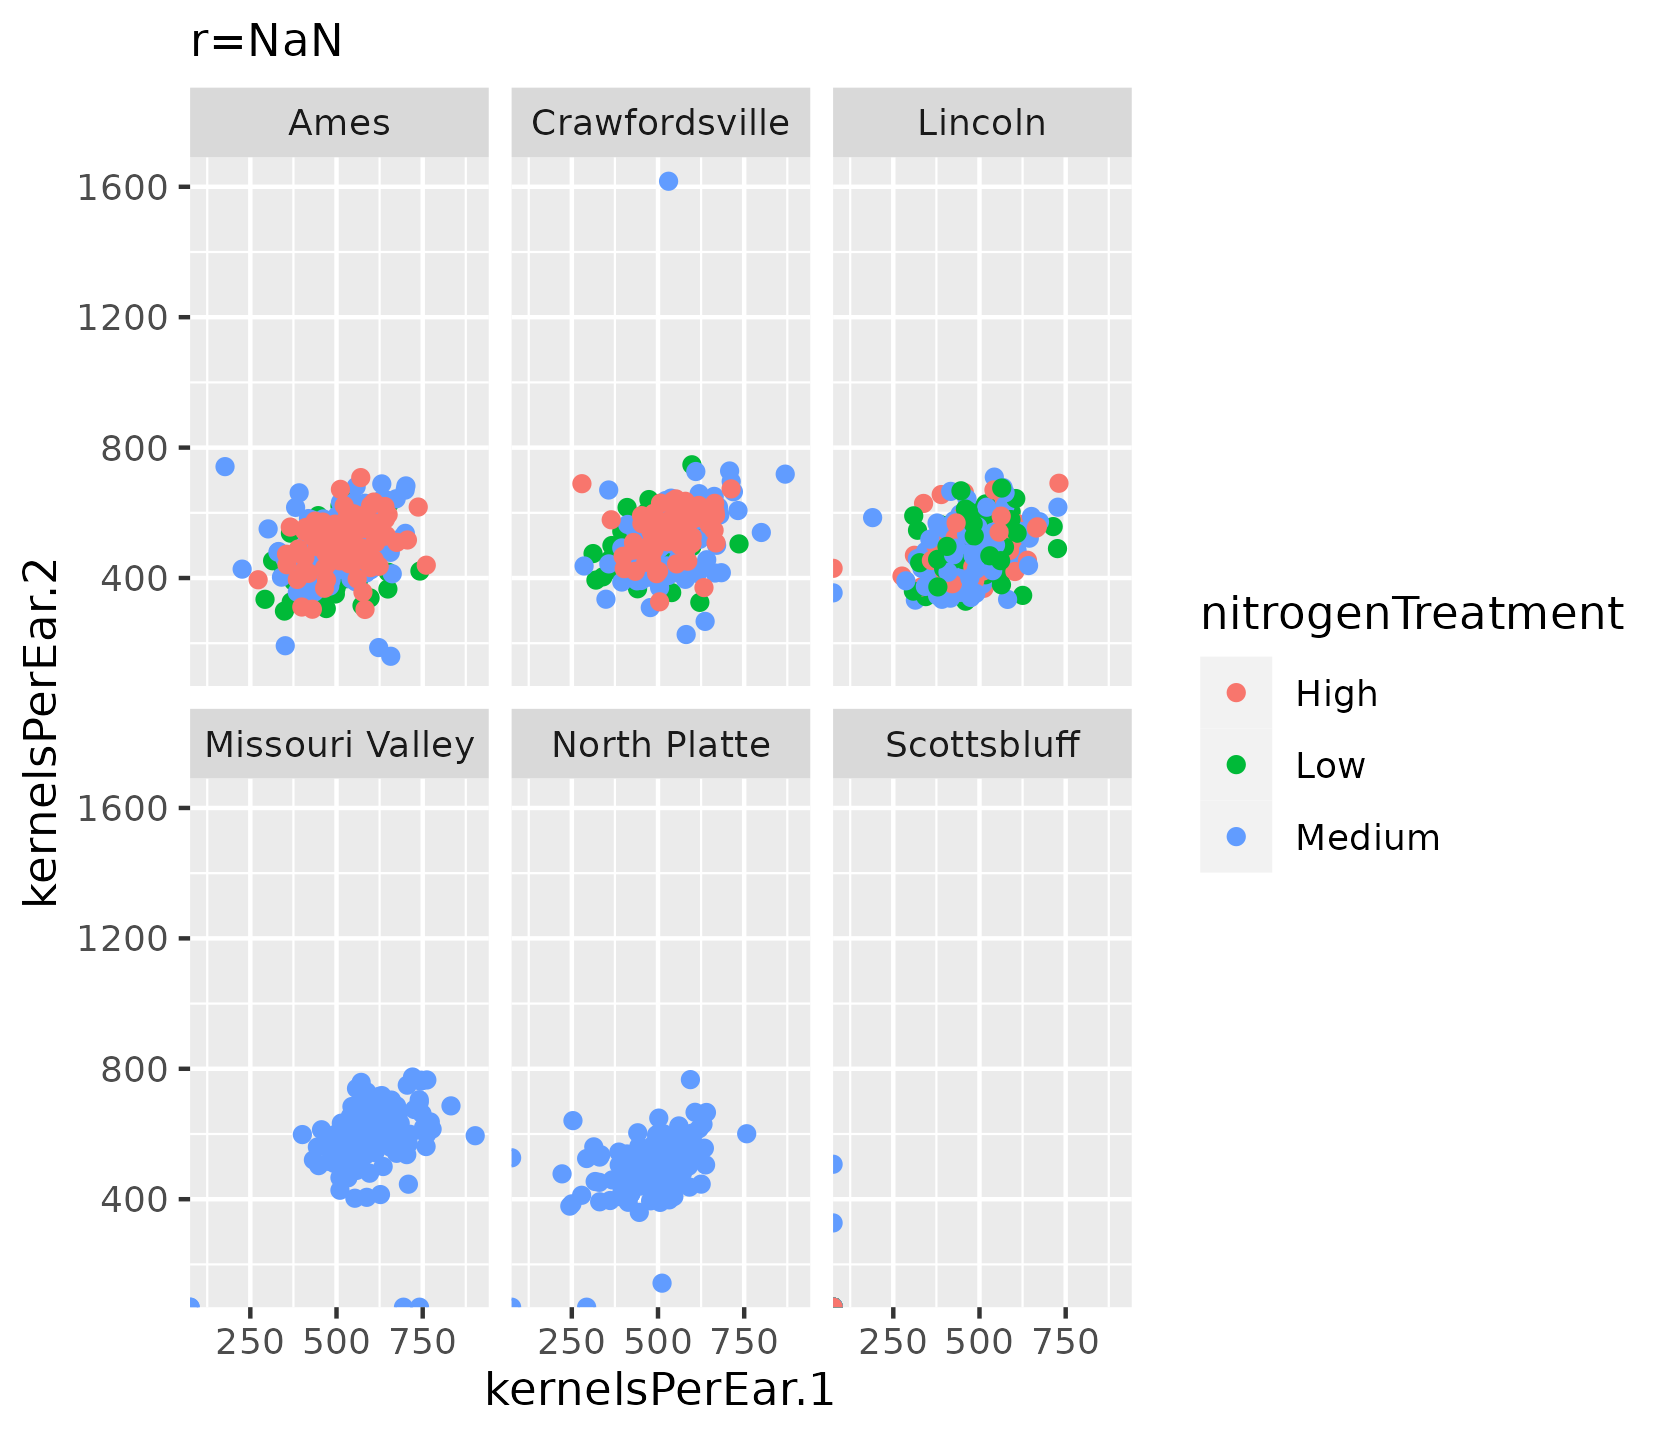 r=NaN
Ames Crawfordsville Lincoln
1600
1200
800
400
kernelsPerEar.2
Missouri Valley North Platte Scottsbluff
1600
1200
800
400
250 500 750 250 500 750 250 500 750
kernelsPerEar.1
nitrogenTreatment
High
Low
Medium